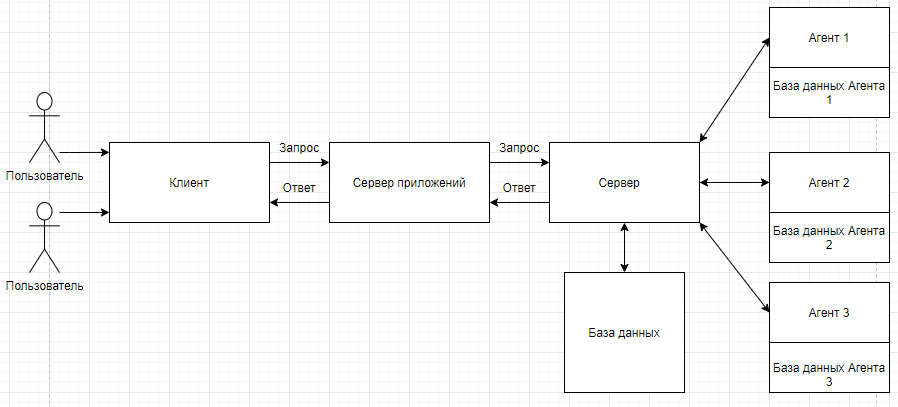 Пользователь
Пользователь
Клиент
Запрос
Ответ
Сервер приложений
Запрос
Ответ
Сервер
База данных
Агент 1
База данных Агента
1
Агент 2
База данных Агента
2
Агент 3
База данных Агента
3